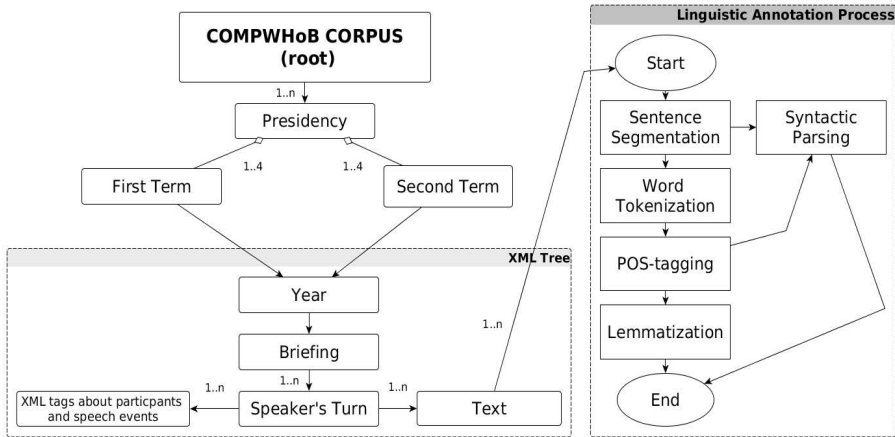 COMPWHoB CORPUS
(root)
1..n
Presidency
1..4
1..4
First Term
Second Term
XML Tree
Year
Briefing
1..n
1..n
1..n
1..n
XML tags about particpants
and speech events
Speaker's Turn
Text
Linguistic Annotation Process
Start
Sentence
Segmentation
Syntactic
Parsing
Word
Tokenization
POS-tagging
Lemmatization
End